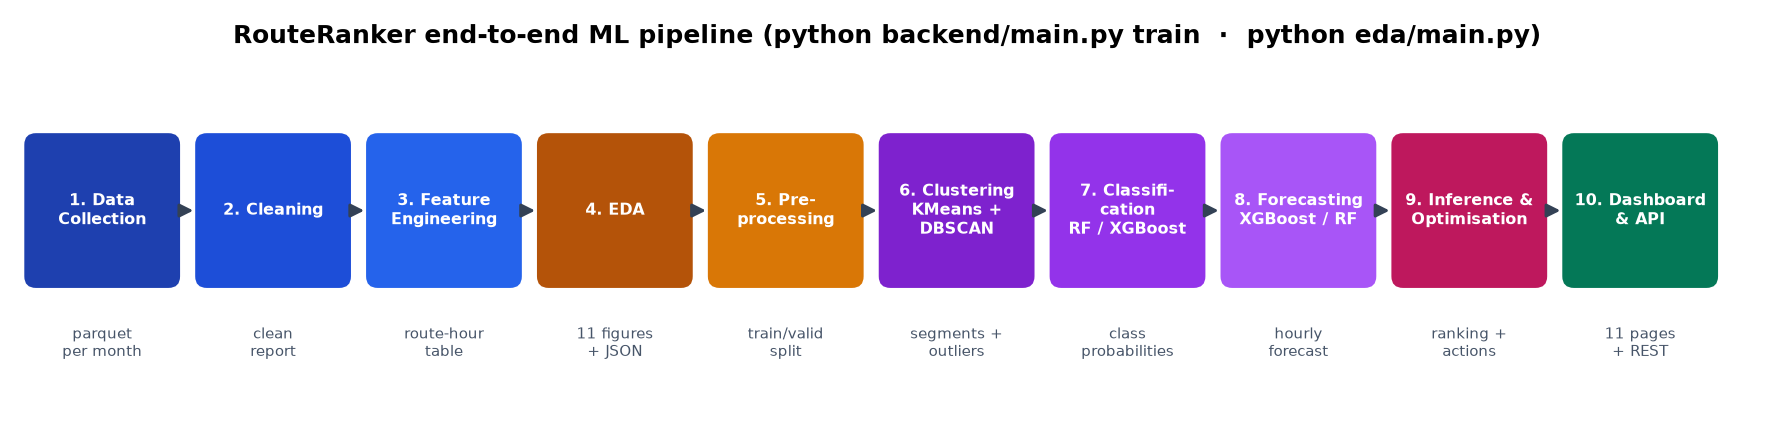 RouteRanker end-to-end ML pipeline (python backend/main.py train · python eda/main.py)
1. Data
Collection
2. Cleaning
3. Feature
Engineering
4. EDA
5. Pre-
processing
6. Clustering
KMeans +
DBSCAN
7. Classifi-
cation
RF / XGBoost
8. Forecasting
XGBoost / RF
9. Inference &
Optimisation
10. Dashboard
& API
parquet
per month
clean
report
route-hour
table
11 figures
+ JSON
train/valid
split
segments +
outliers
class
probabilities
hourly
forecast
ranking +
actions
11 pages
+ REST